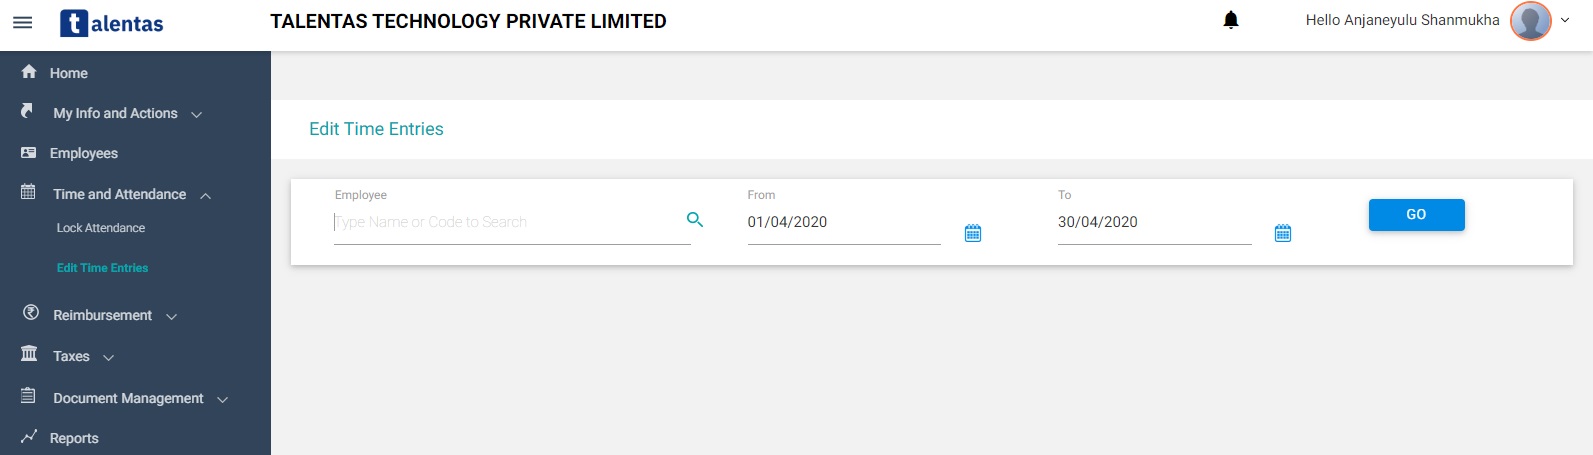 talentas
TALENTAS TECHNOLOGY PRIVATE LIMITED
Hello Anjaneyulu Shanmukha
Home
My Info and Actions
Employees
Time and Attendance
Lock Attendance
Edit Time Entries
Reimbursement
Taxes
Document Management
Reports
Edit Time Entries
Employee
Type Name or Code to Search
From
01/04/2020
To
30/04/2020
GO